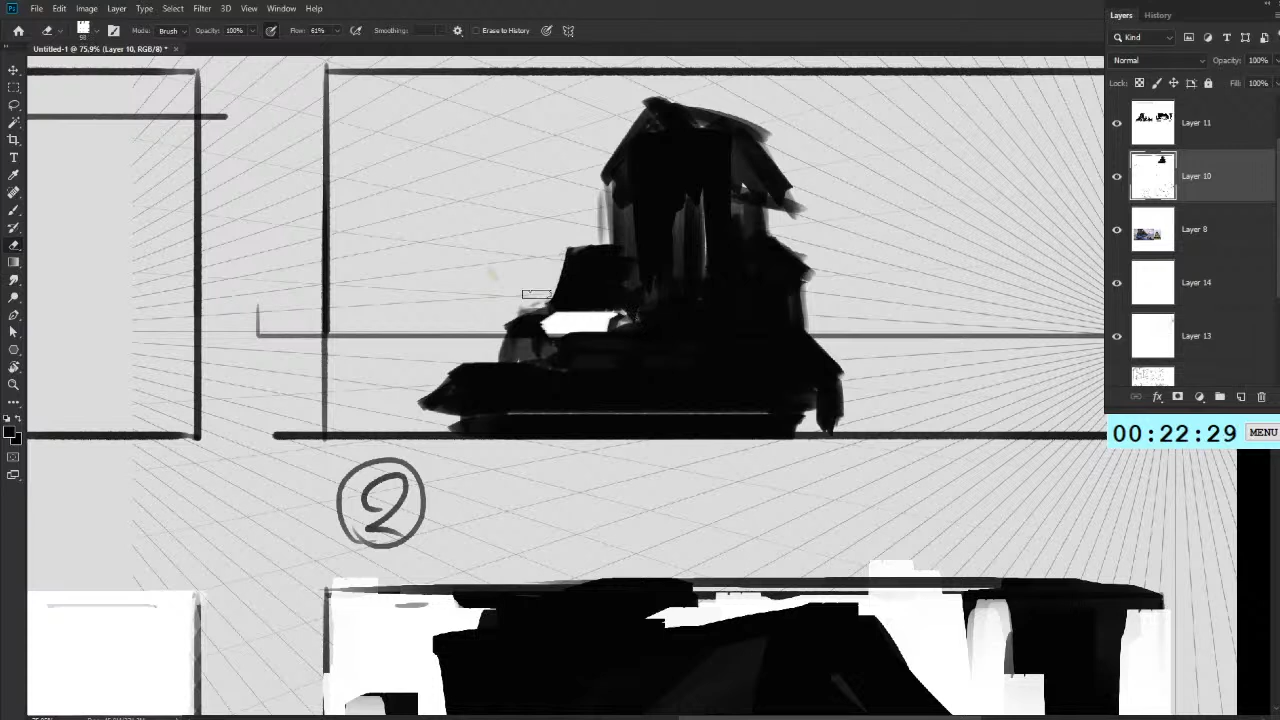 Ps File Edit Image Layer Type Select Filter 3D View Window Help
Mode: Brush Opacity: 100% Flow: 61% Smoothing: Erase to History
Untitled-1 @ 75,9% (Layer 10, RGB/8) * ×
2
Layers History
Kind
Normal Opacity: 100%
Lock: Fill: 100%
Layer 11
Layer 10
Layer 8
Layer 14
Layer 13
fx
00:22:29 MENU